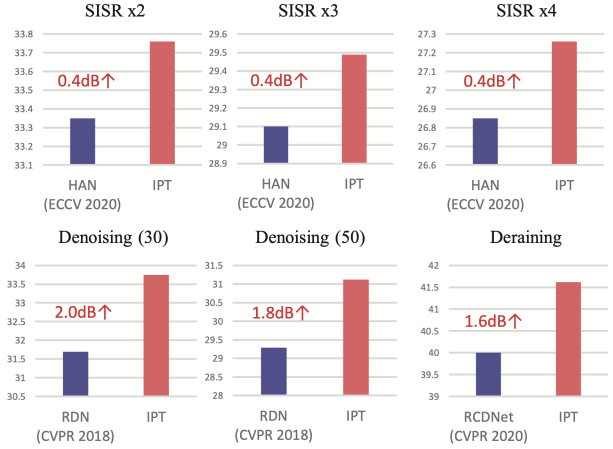 SISR x2
33.8
33.7
33.6
33.5
33.4
33.3
33.2
33.1
0.4dB↑
HAN
(ECCV 2020)
IPT
SISR x3
29.6
29.5
29.4
29.3
29.2
29.1
29
28.9
0.4dB↑
HAN
(ECCV 2020)
IPT
SISR x4
27.3
27.2
27.1
27
26.9
26.8
26.7
26.6
0.4dB↑
HAN
(ECCV 2020)
IPT
Denoising (30)
34
33.5
33
32.5
32
31.5
31
30.5
2.0dB↑
RDN
(CVPR 2018)
IPT
Denoising (50)
31.5
31
30.5
30
29.5
29
28.5
28
1.8dB↑
RDN
(CVPR 2018)
IPT
Deraining
42
41.5
41
40.5
40
39.5
39
1.6dB↑
RCDNet
(CVPR 2020)
IPT